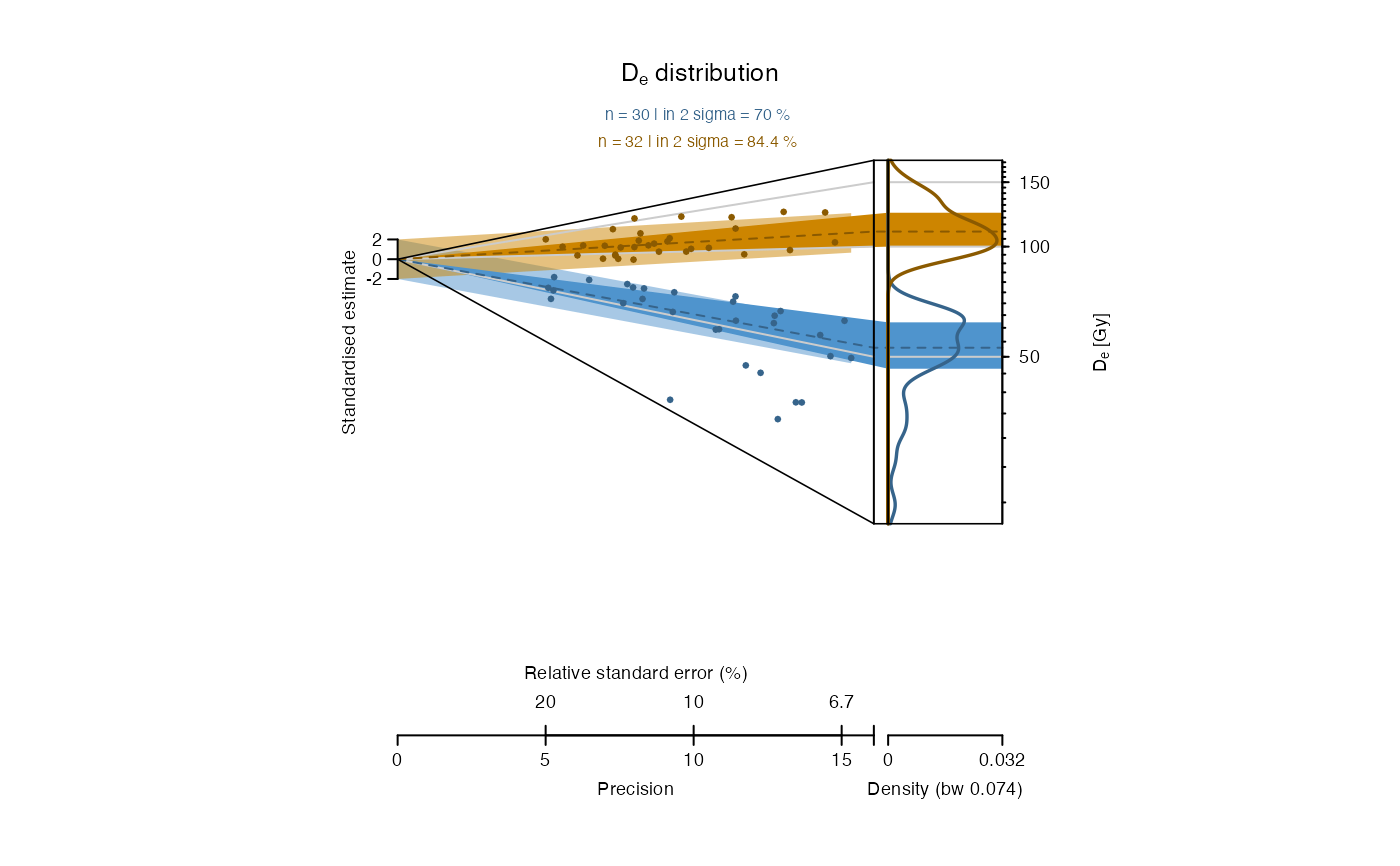 De distribution
n = 30 | in 2 sigma = 70 %
n = 32 | in 2 sigma = 84.4 %
Standardised estimate
2
0
-2
150
100
50
De [Gy]
Relative standard error (%)
20 10 6.7
0 5 10 15 0 0.032
Precision Density (bw 0.074)